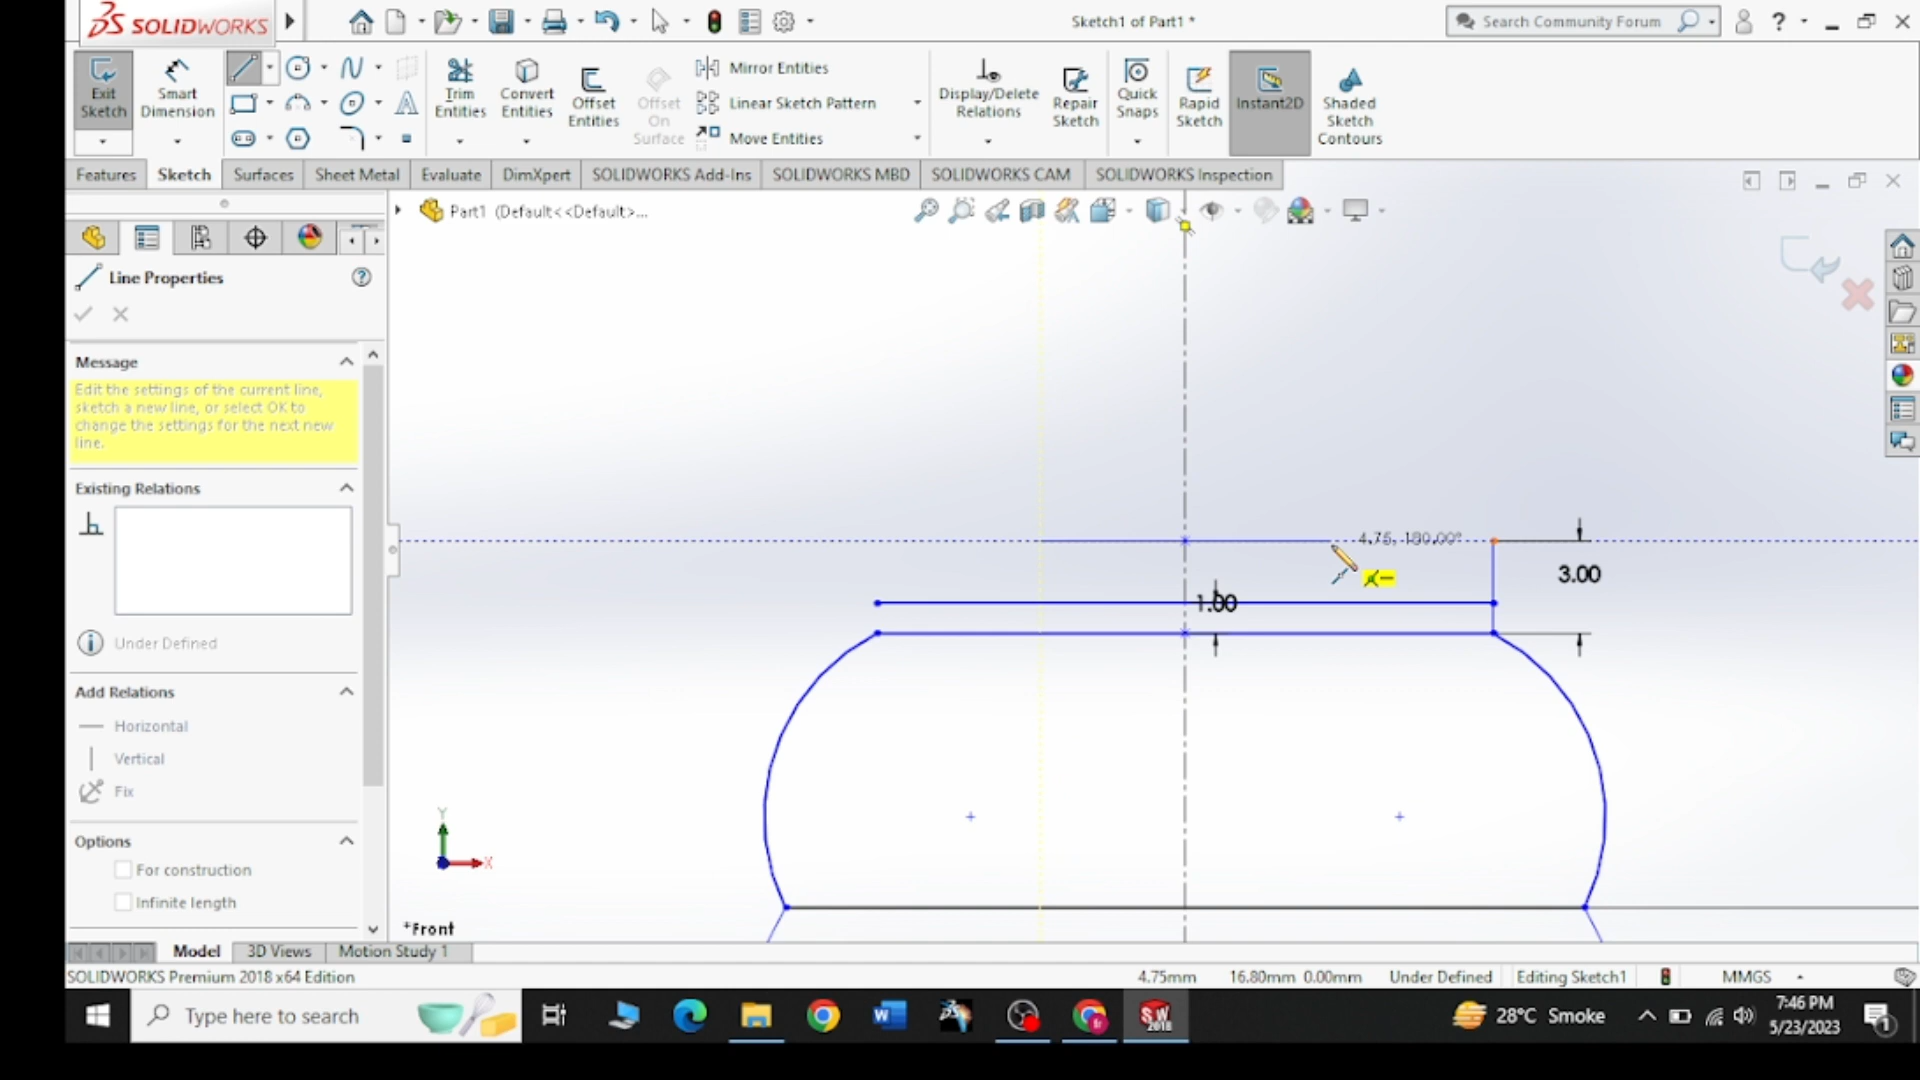 SOLIDWORKS
Sketch1 of Part1 *
Search Community Forum
?
Exit Sketch
Smart Dimension
Trim Entities
Convert Entities
Offset Entities
Offset On Surface
Mirror Entities
Linear Sketch Pattern
Move Entities
Display/Delete Relations
Repair Sketch
Quick Snaps
Rapid Sketch
Instant2D
Shaded Sketch Contours
Features Sketch Surfaces Sheet Metal Evaluate DimXpert SOLIDWORKS Add-Ins SOLIDWORKS MBD SOLIDWORKS CAM SOLIDWORKS Inspection
Part1 (Default<<Default>...
Line Properties
Message
Edit the settings of the current line,
sketch a new line, or select OK to
change the settings for the next new
line.
Existing Relations
Under Defined
Add Relations
Horizontal
Vertical
Fix
Options
For construction
Infinite length
4.75, 180.00°
3.00
1.00
Y
X
*Front
Model 3D Views Motion Study 1
SOLIDWORKS Premium 2018 x64 Edition
4.75mm 16.80mm 0.00mm Under Defined Editing Sketch1 MMGS
Type here to search
SW
2018
28°C Smoke
7:46 PM
5/23/2023
1